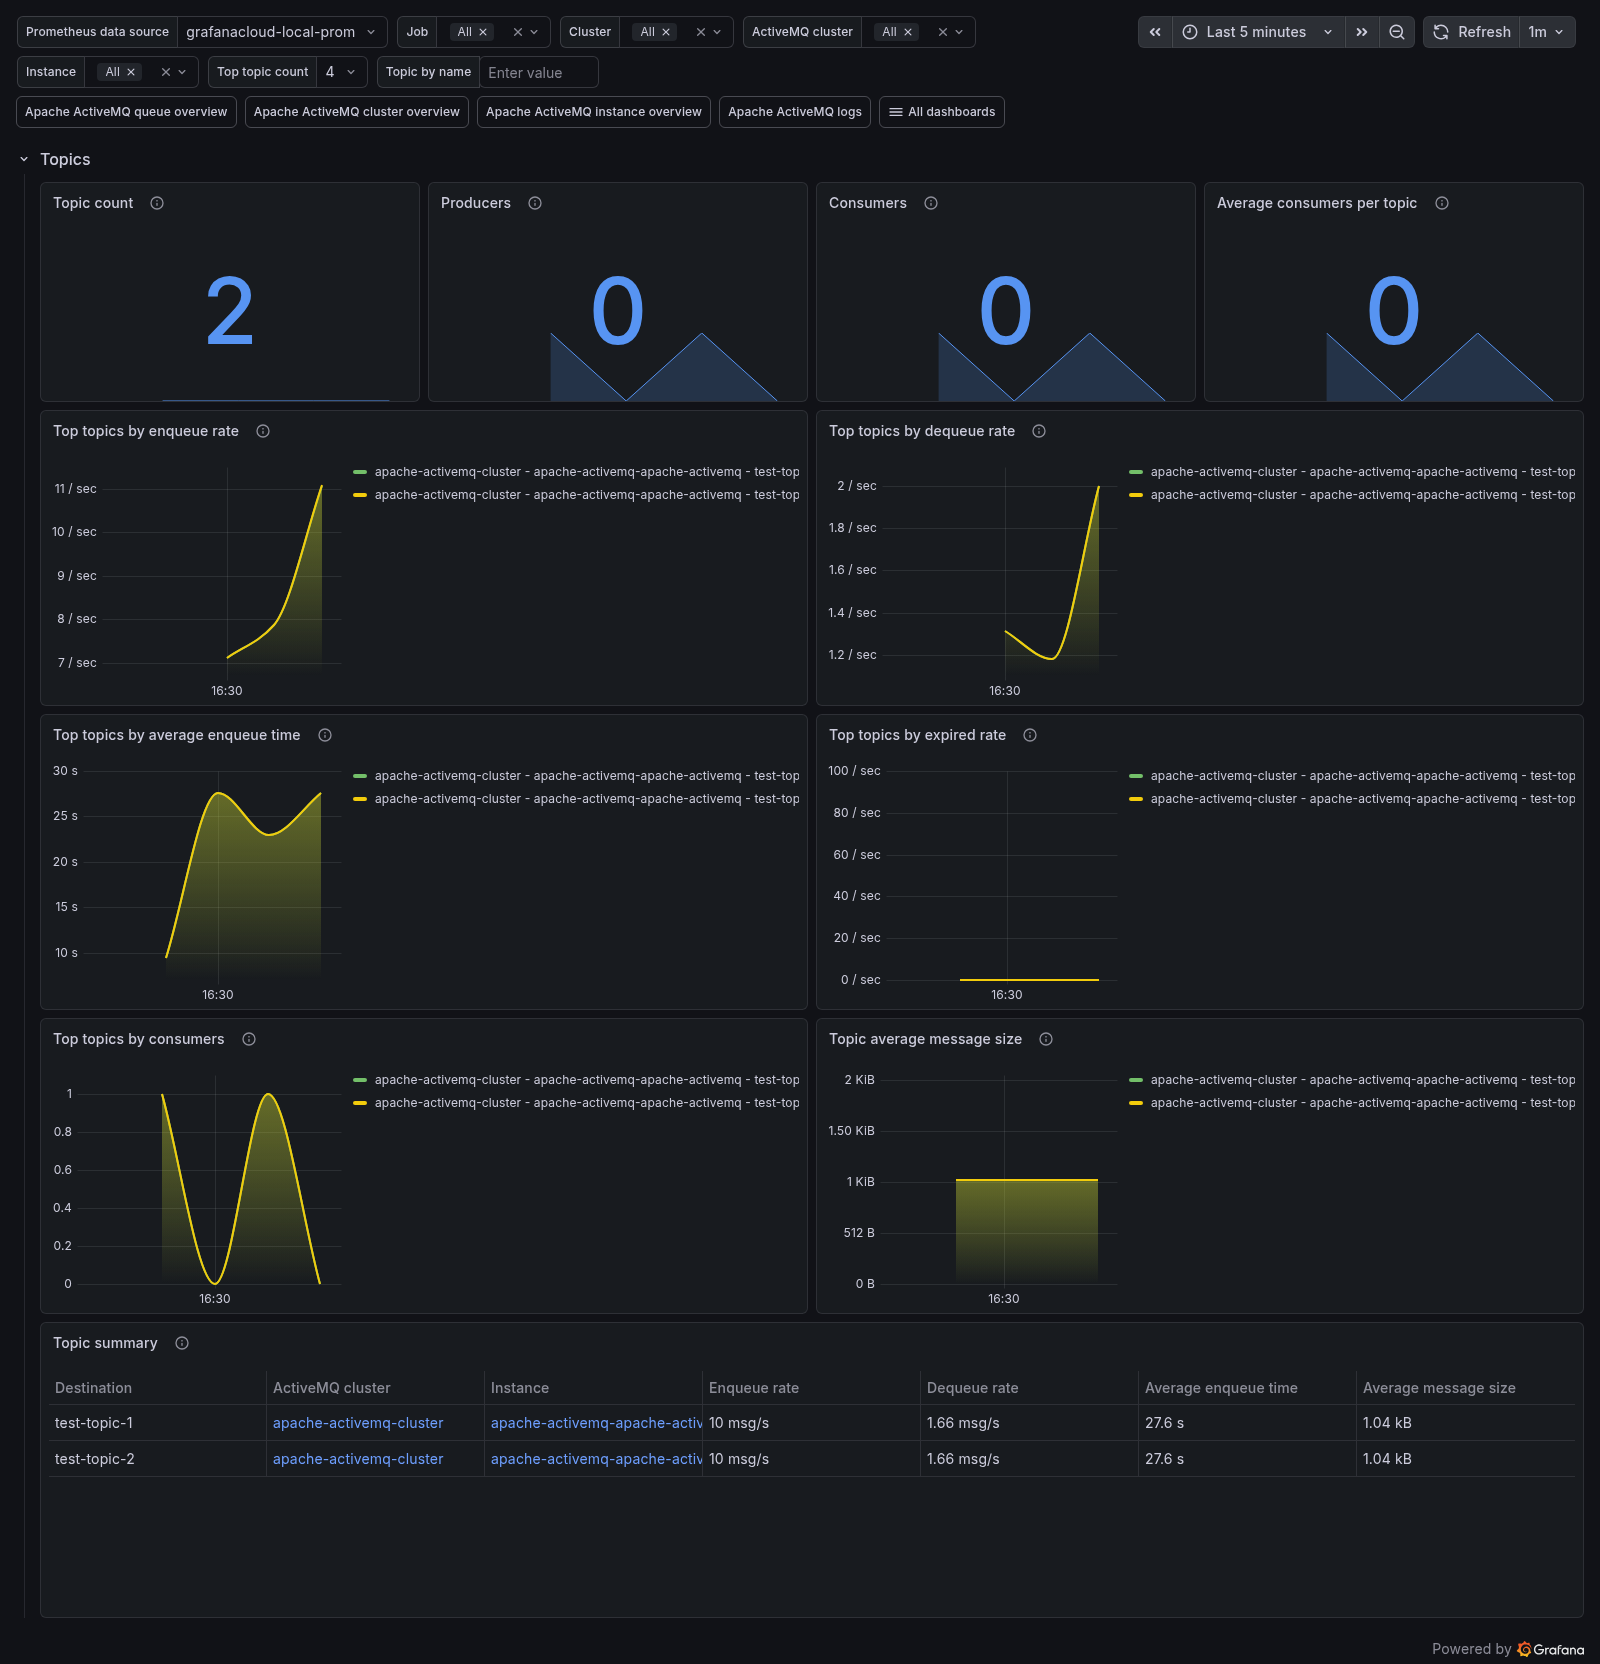 Prometheus data source grafanacloud-local-prom Job All Cluster All ActiveMQ cluster All Last 5 minutes Refresh 1m
Instance All Top topic count 4 Topic by name Enter value
Apache ActiveMQ queue overview Apache ActiveMQ cluster overview Apache ActiveMQ instance overview Apache ActiveMQ logs All dashboards
Topics
Topic count
2
Producers
0
Consumers
0
Average consumers per topic
0
Top topics by enqueue rate
11 / sec
10 / sec
9 / sec
8 / sec
7 / sec
16:30
apache-activemq-cluster - apache-activemq-apache-activemq - test-top
apache-activemq-cluster - apache-activemq-apache-activemq - test-top
Top topics by dequeue rate
2 / sec
1.8 / sec
1.6 / sec
1.4 / sec
1.2 / sec
16:30
apache-activemq-cluster - apache-activemq-apache-activemq - test-top
apache-activemq-cluster - apache-activemq-apache-activemq - test-top
Top topics by average enqueue time
30 s
25 s
20 s
15 s
10 s
16:30
apache-activemq-cluster - apache-activemq-apache-activemq - test-top
apache-activemq-cluster - apache-activemq-apache-activemq - test-top
Top topics by expired rate
100 / sec
80 / sec
60 / sec
40 / sec
20 / sec
0 / sec
16:30
apache-activemq-cluster - apache-activemq-apache-activemq - test-top
apache-activemq-cluster - apache-activemq-apache-activemq - test-top
Top topics by consumers
1
0.8
0.6
0.4
0.2
0
16:30
apache-activemq-cluster - apache-activemq-apache-activemq - test-top
apache-activemq-cluster - apache-activemq-apache-activemq - test-top
Topic average message size
2 KiB
1.50 KiB
1 KiB
512 B
0 B
16:30
apache-activemq-cluster - apache-activemq-apache-activemq - test-top
apache-activemq-cluster - apache-activemq-apache-activemq - test-top
Topic summary
Destination ActiveMQ cluster Instance Enqueue rate Dequeue rate Average enqueue time Average message size
test-topic-1 apache-activemq-cluster apache-activemq-apache-activ 10 msg/s 1.66 msg/s 27.6 s 1.04 kB
test-topic-2 apache-activemq-cluster apache-activemq-apache-activ 10 msg/s 1.66 msg/s 27.6 s 1.04 kB
Powered by Grafana